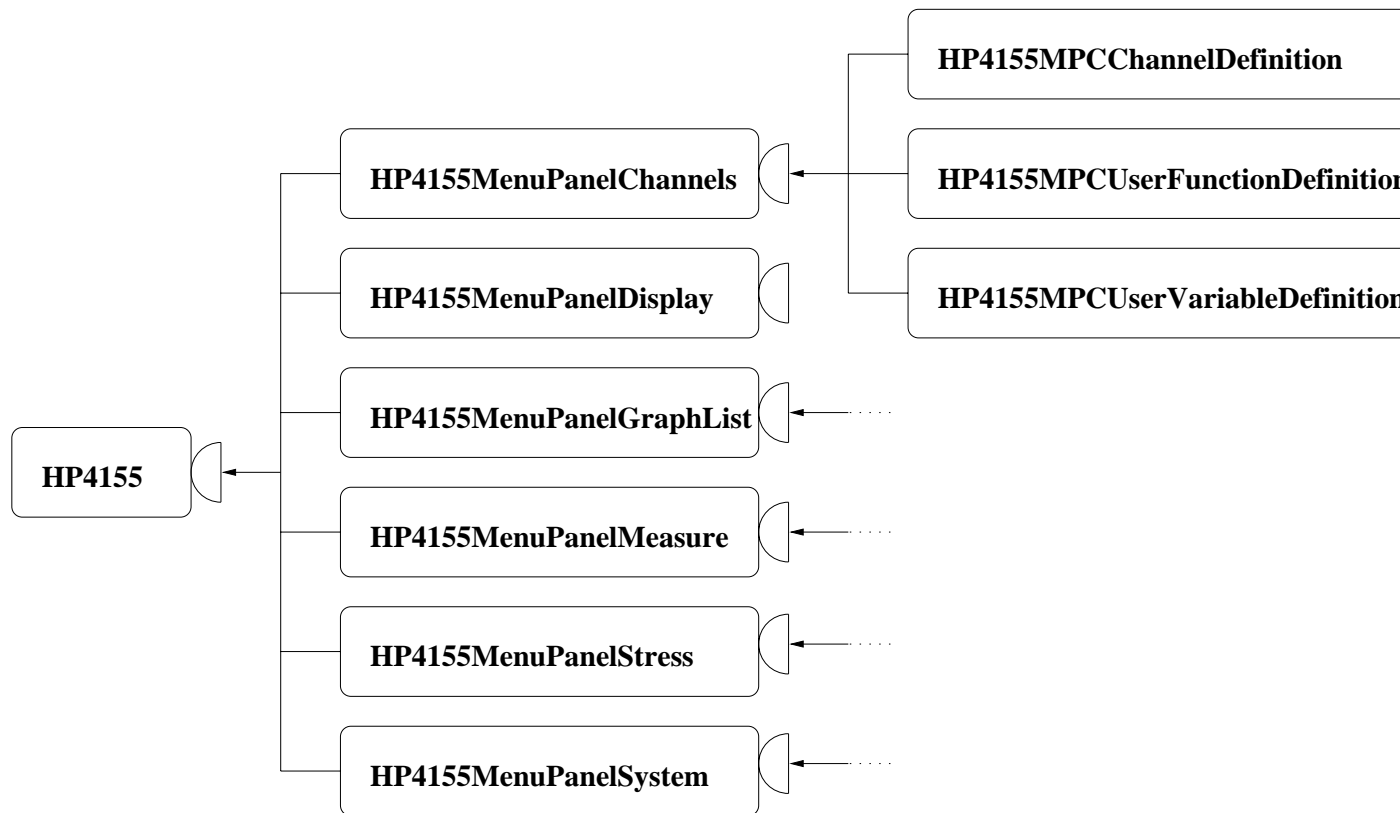 HP4155MPCChannelDefinition
HP4155MenuPanelChannels
HP4155MPCUserFunctionDefinition
HP4155MenuPanelDisplay
HP4155MPCUserVariableDefinition
HP4155MenuPanelGraphList
HP4155
HP4155MenuPanelMeasure
HP4155MenuPanelStress
HP4155MenuPanelSystem